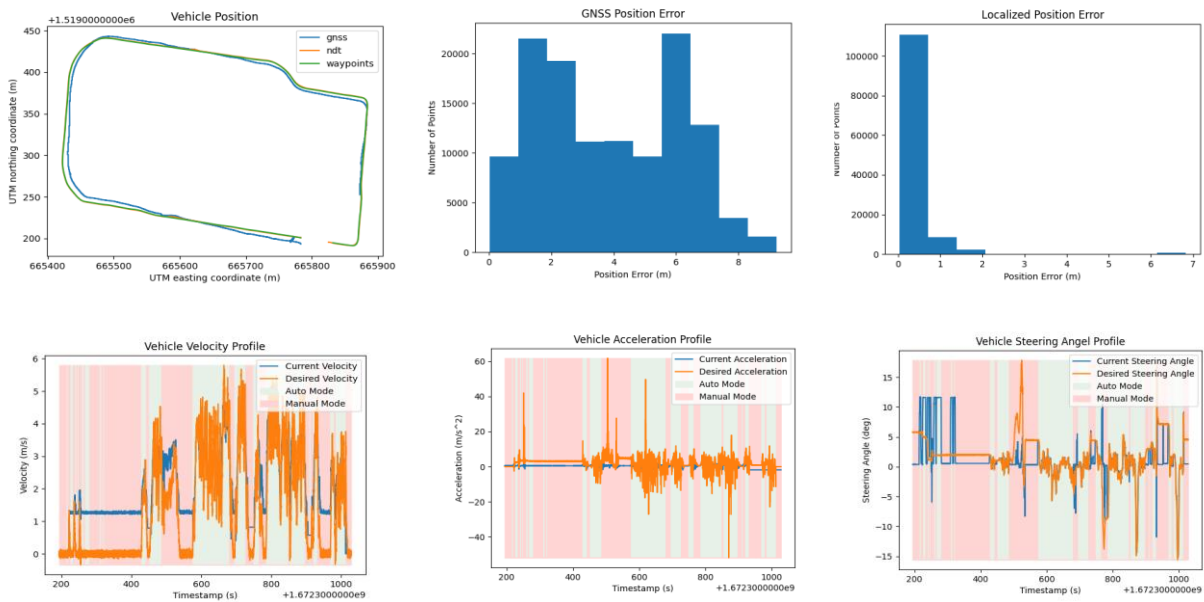 Vehicle Position
+1.5190000000e6
450
400
350
300
250
200
UTM northing coordinate (m)
gnss
ndt
waypoints
665400 665500 665600 665700 665800 665900
UTM easting coordinate (m)
GNSS Position Error
20000
15000
10000
5000
0
Number of Points
0 2 4 6 8
Position Error (m)
Localized Position Error
100000
80000
60000
40000
20000
0
Number of Points
0 1 2 3 4 5 6 7
Position Error (m)
Vehicle Velocity Profile
6
5
4
3
2
1
0
Velocity (m/s)
Current Velocity
Desired Velocity
Auto Mode
Manual Mode
200 400 600 800 1000
Timestamp (s)
+1.6723000000e9
Vehicle Acceleration Profile
60
40
20
0
−20
−40
Acceleration (m/s^2)
Current Acceleration
Desired Acceleration
Auto Mode
Manual Mode
200 400 600 800 1000
Timestamp (s)
+1.6723000000e9
Vehicle Steering Angel Profile
15
10
5
0
−5
−10
−15
Steering Angle (deg)
Current Steering Angle
Desired Steering Angle
Auto Mode
Manual Mode
200 400 600 800 1000
Timestamp (s)
+1.6723000000e9